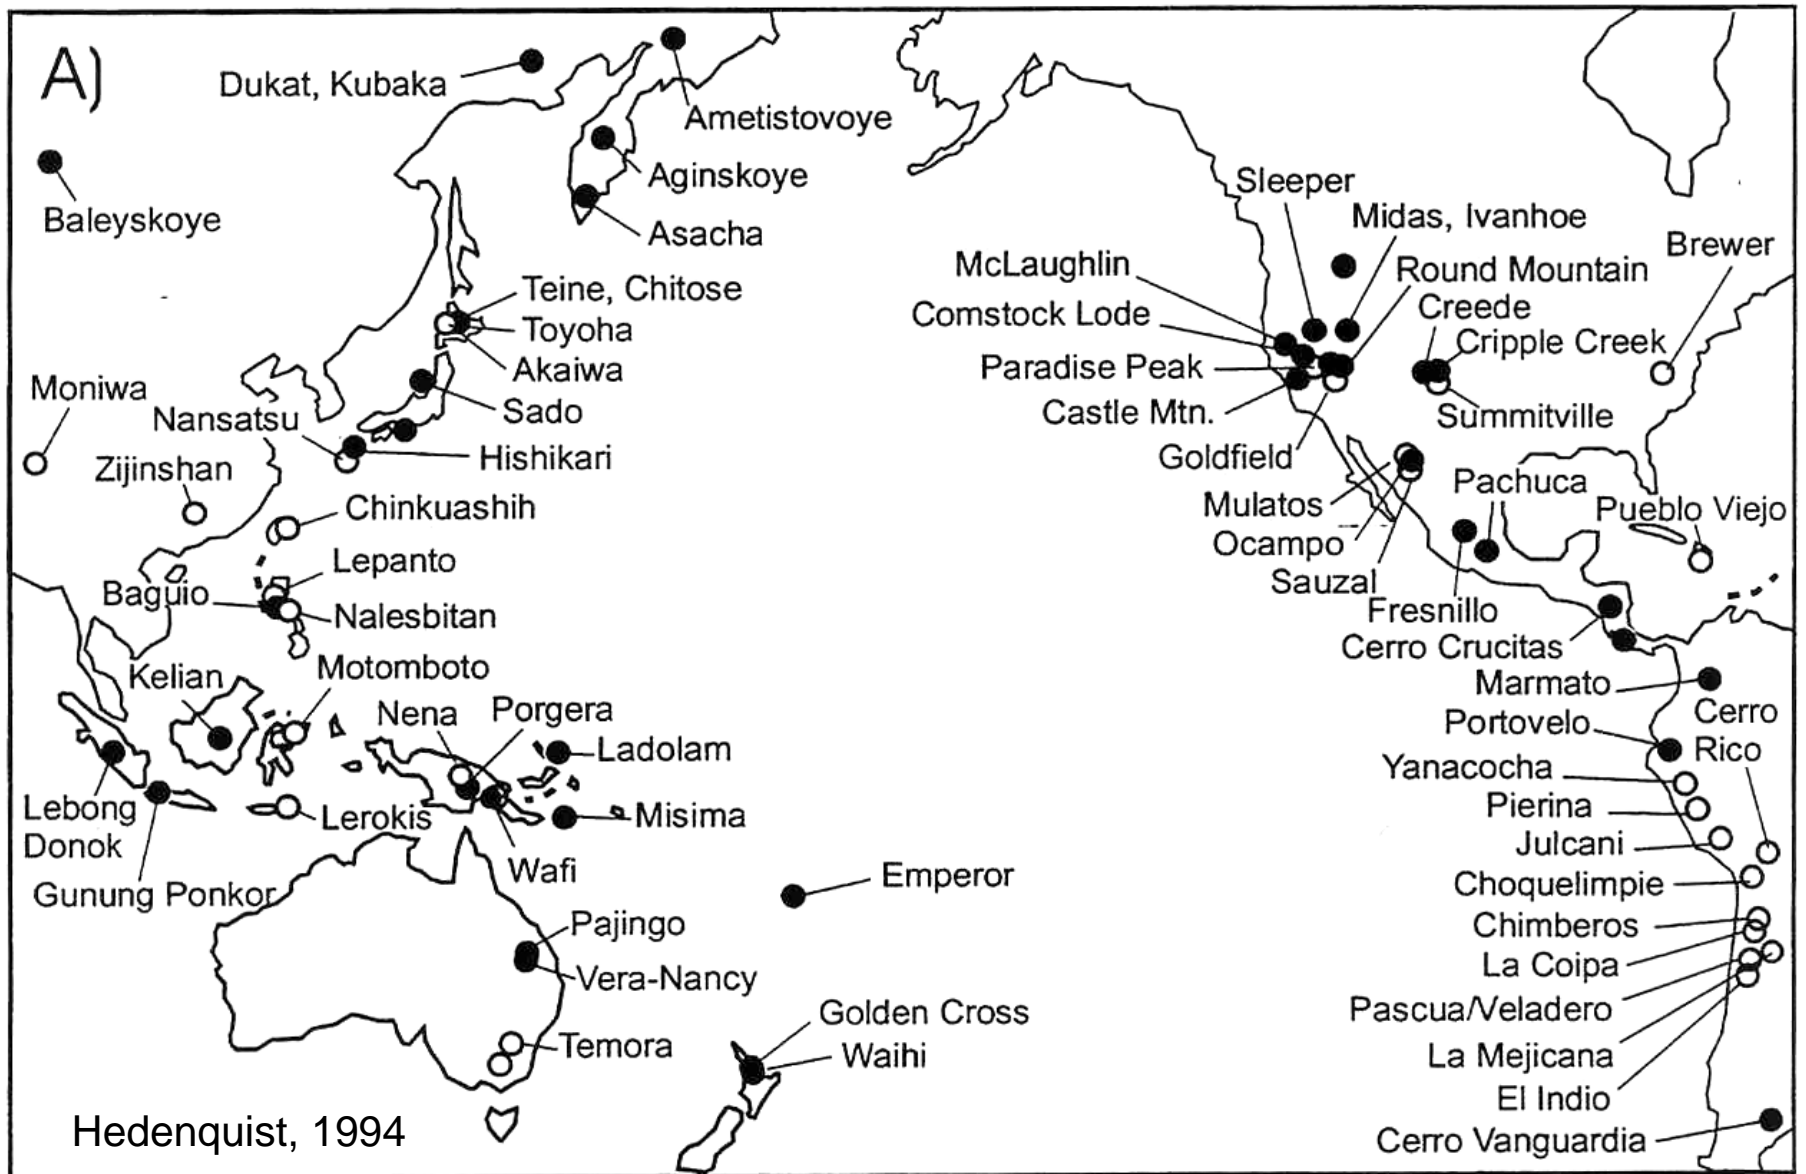 A)
Dukat, Kubaka
Ametistovoye
Aginskoye
Baleyskoye
Asacha
Sleeper
Midas, Ivanhoe
Brewer
McLaughlin
Round Mountain
Teine, Chitose
Creede
Comstock Lode
Toyoha
Cripple Creek
Akaiwa
Paradise Peak
Moniwa
Sado
Castle Mtn.
Summitville
Nansatsu
Hishikari
Goldfield
Zijinshan
Pachuca
Chinkuashih
Mulatos
Pueblo Viejo
Ocampo
Lepanto
Sauzal
Baguio
Nalesbitan
Fresnillo
Cerro Crucitas
Kelian
Motomboto
Marmato
Nena
Porgera
Cerro
Rico
Portovelo
Ladolam
Yanacocha
Lebong
Donok
Lerokis
Misima
Pierina
Julcani
Wafi
Gunung Ponkor
Emperor
Choquelimpie
Pajingo
Chimberos
Vera-Nancy
La Coipa
Golden Cross
Pascua/Veladero
Temora
Waihi
La Mejicana
El Indio
Hedenquist, 1994
Cerro Vanguardia